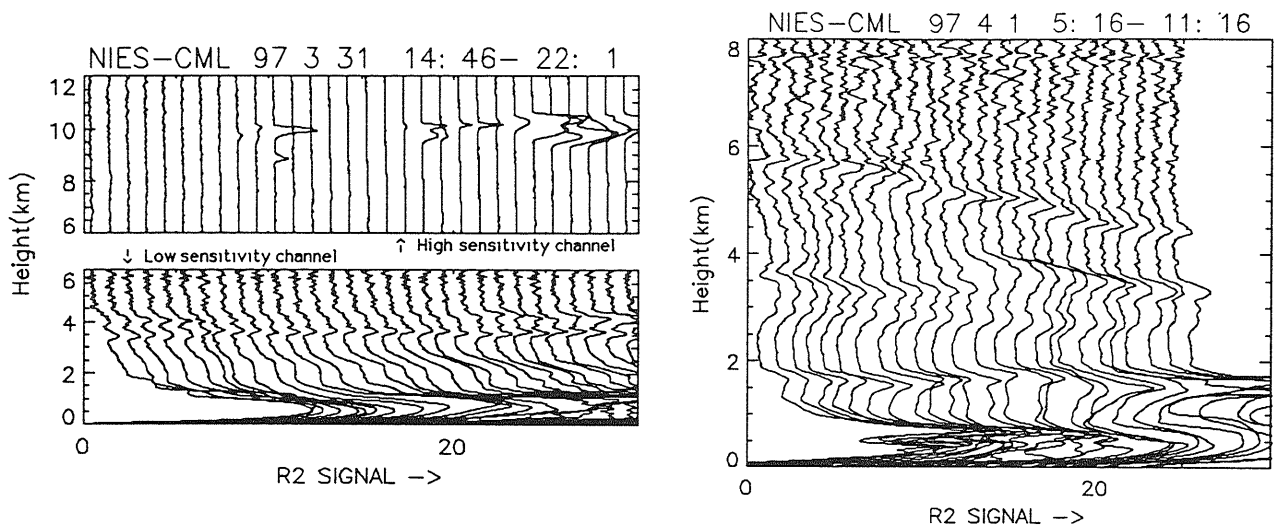 NIES-CML 97 3 31 14: 46- 22: 1
12
10
8
6
Height(km)
↑ High sensitivity channel
↓ Low sensitivity channel
6
4
2
0
0 20
R2 SIGNAL ->
NIES-CML 97 4 1 5: 16- 11: 16
8
6
4
2
0
Height(km)
0 20
R2 SIGNAL ->